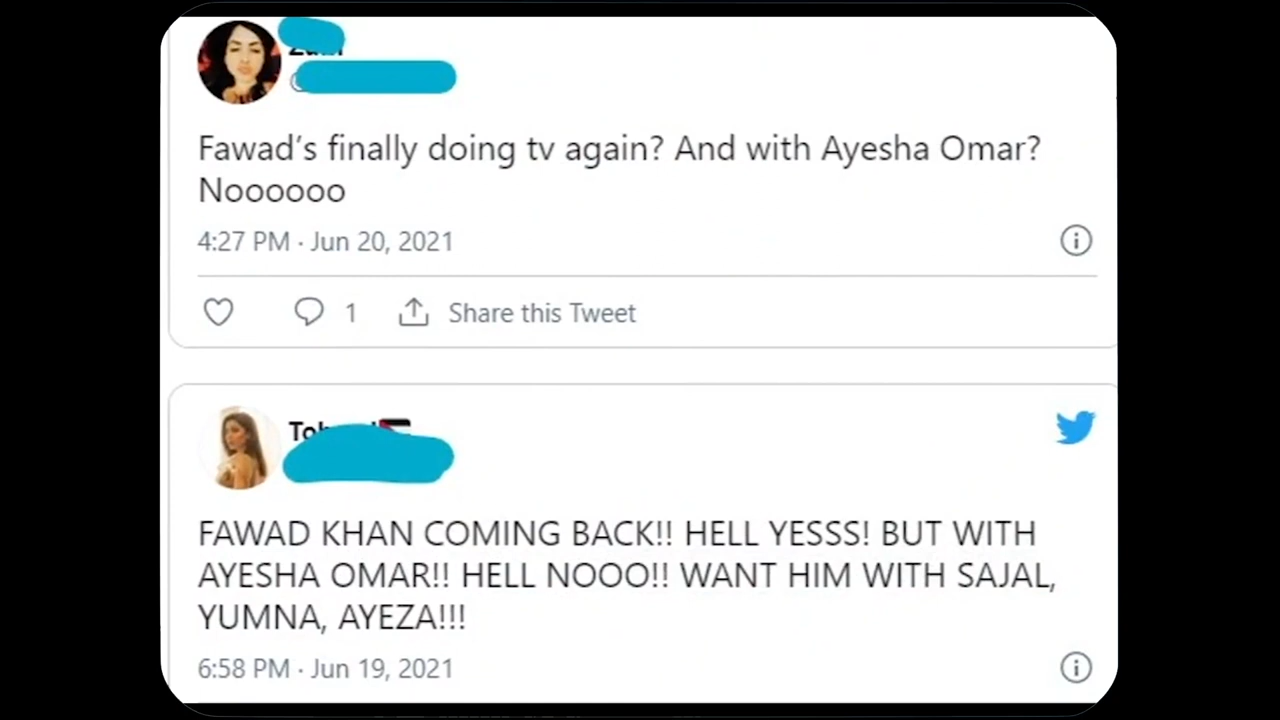 Fawad's finally doing tv again? And with Ayesha Omar?
Noooooo
4:27 PM · Jun 20, 2021
1 Share this Tweet
FAWAD KHAN COMING BACK!! HELL YESSS! BUT WITH
AYESHA OMAR!! HELL NOOO!! WANT HIM WITH SAJAL,
YUMNA, AYEZA!!!
6:58 PM · Jun 19, 2021